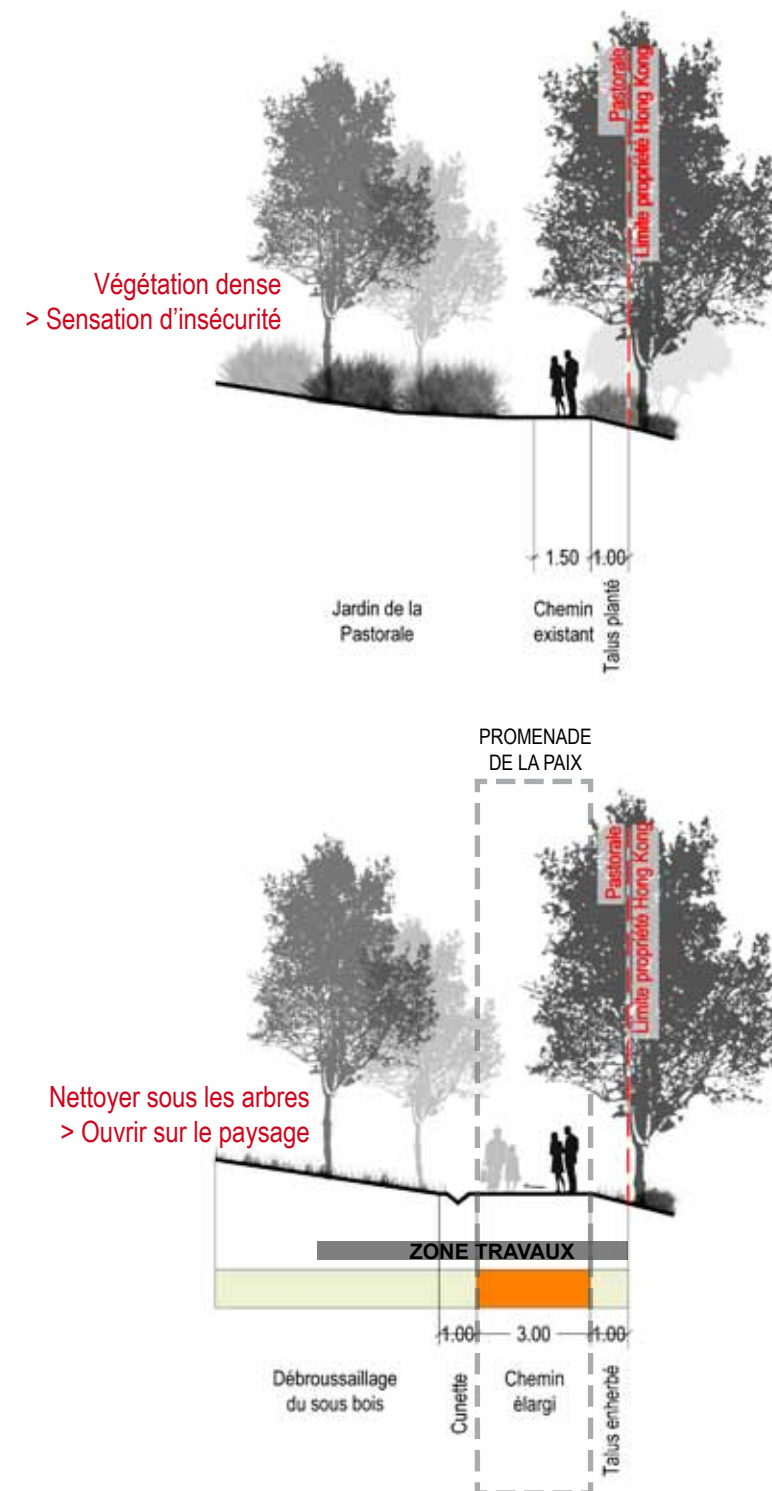 Pastorale
Limite propriété Hong Kong
Végétation dense
> Sensation d'insécurité
1.50
1.00
Jardin de la
Pastorale
Chemin
existant
Talus planté
PROMENADE
DE LA PAIX
Pastorale
Limite propriété Hong Kong
Nettoyer sous les arbres
> Ouvrir sur le paysage
ZONE TRAVAUX
1.00
3.00
1.00
Débroussaillage
du sous bois
Cunette
Chemin
élargi
Talus enherbé